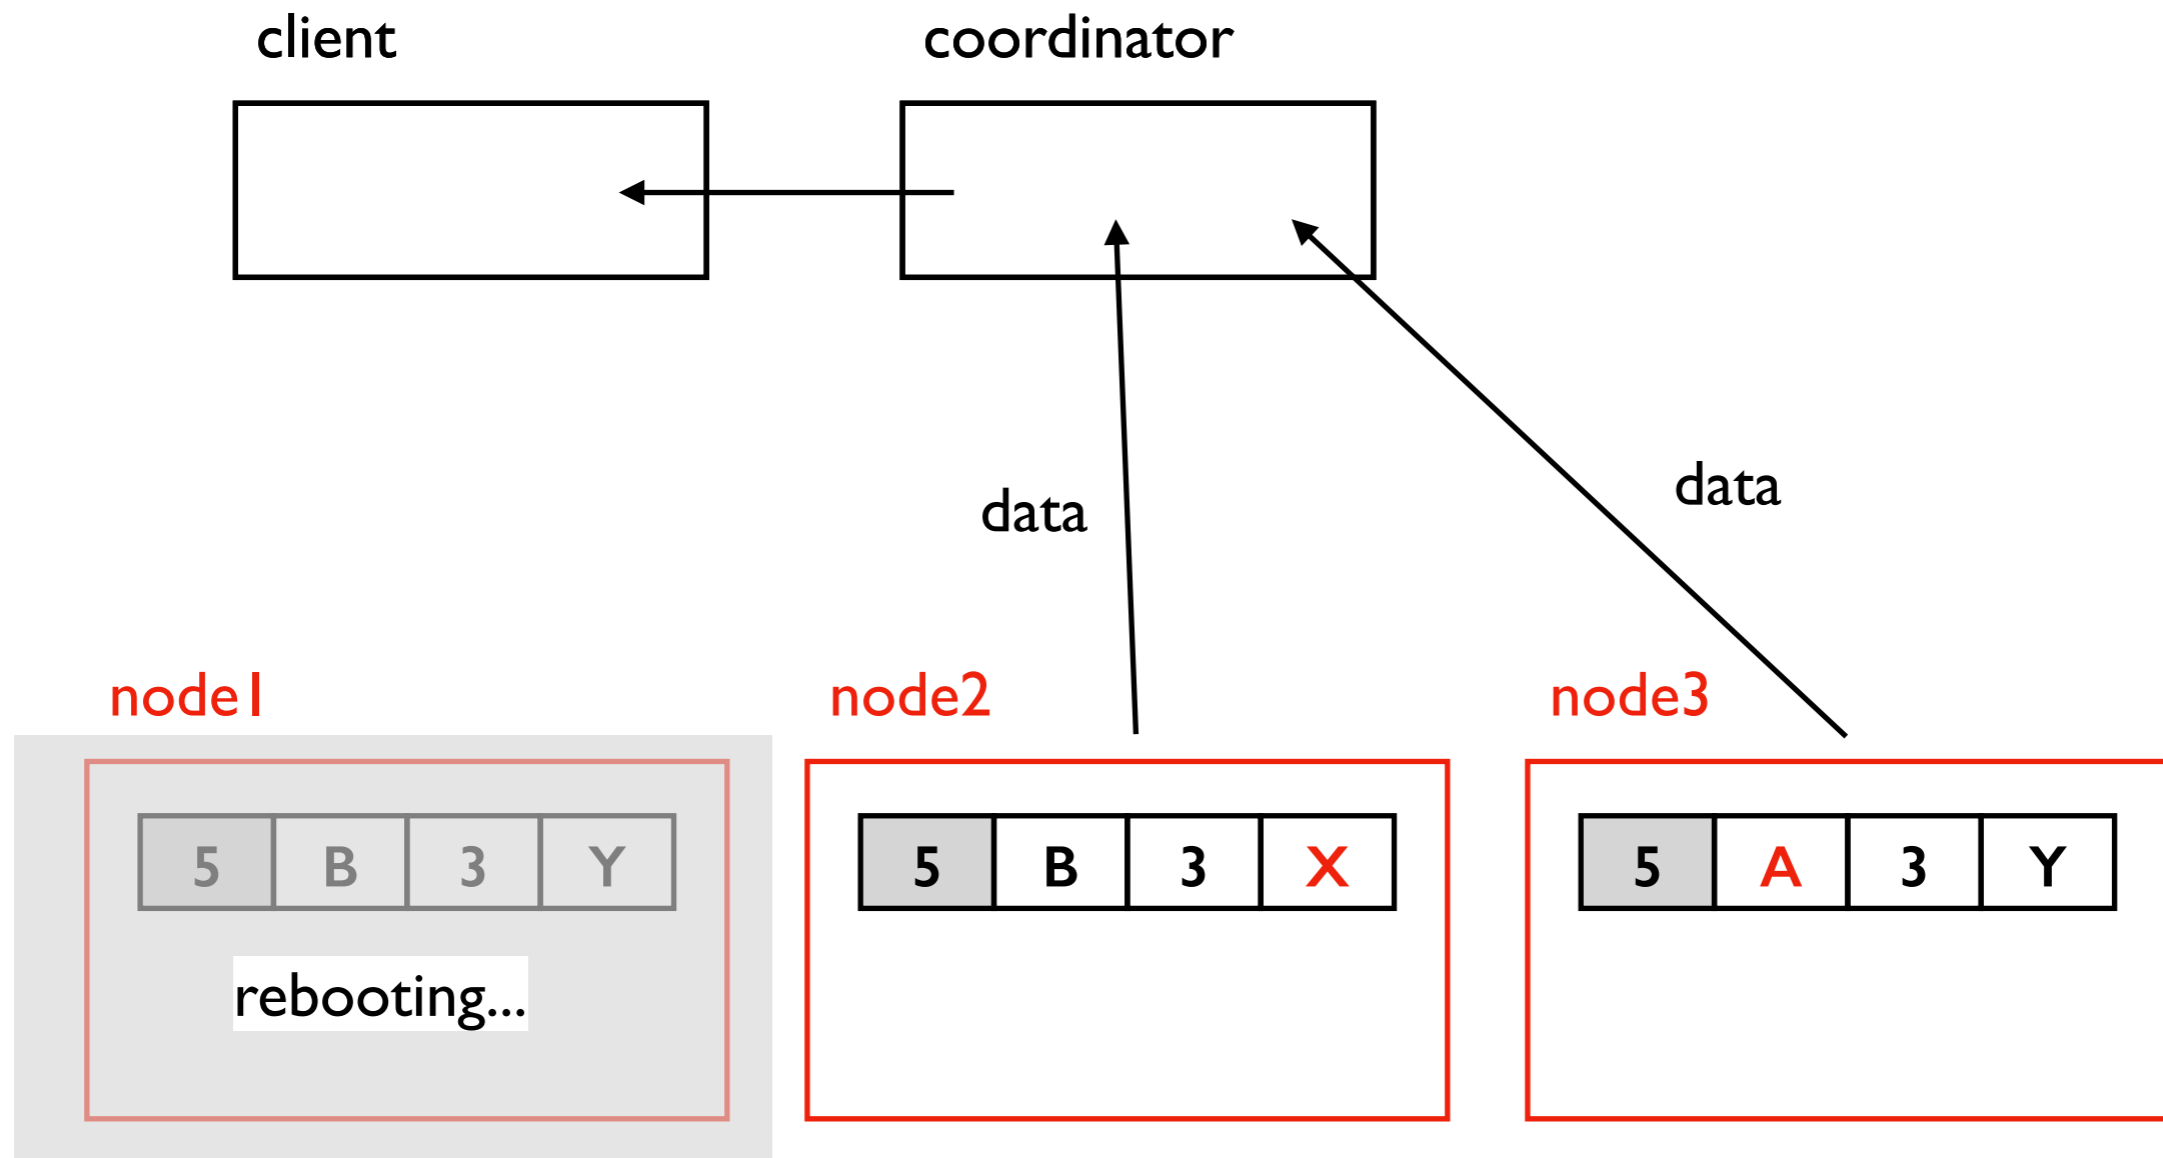 client coordinator
data
data
node1 node2 node3
5 B 3 Y 5 B 3 X 5 A 3 Y
rebooting...